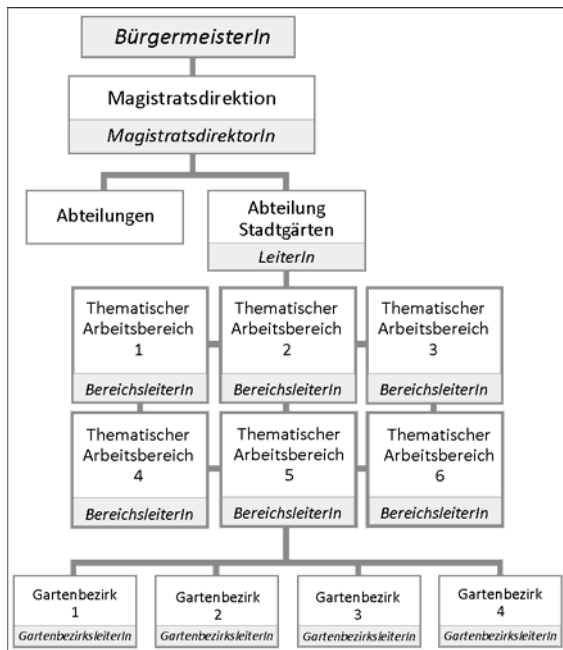 BürgermeisterIn
Magistratsdirektion
MagistratsdirektorIn
Abteilungen
Abteilung
Stadtgärten
LeiterIn
Thematischer
Arbeitsbereich
1
BereichsleiterIn
Thematischer
Arbeitsbereich
2
BereichsleiterIn
Thematischer
Arbeitsbereich
3
BereichsleiterIn
Thematischer
Arbeitsbereich
4
BereichsleiterIn
Thematischer
Arbeitsbereich
5
BereichsleiterIn
Thematischer
Arbeitsbereich
6
BereichsleiterIn
Gartenbezirk
1
GartenbezirksleiterIn
Gartenbezirk
2
GartenbezirksleiterIn
Gartenbezirk
3
GartenbezirksleiterIn
Gartenbezirk
4
GartenbezirksleiterIn